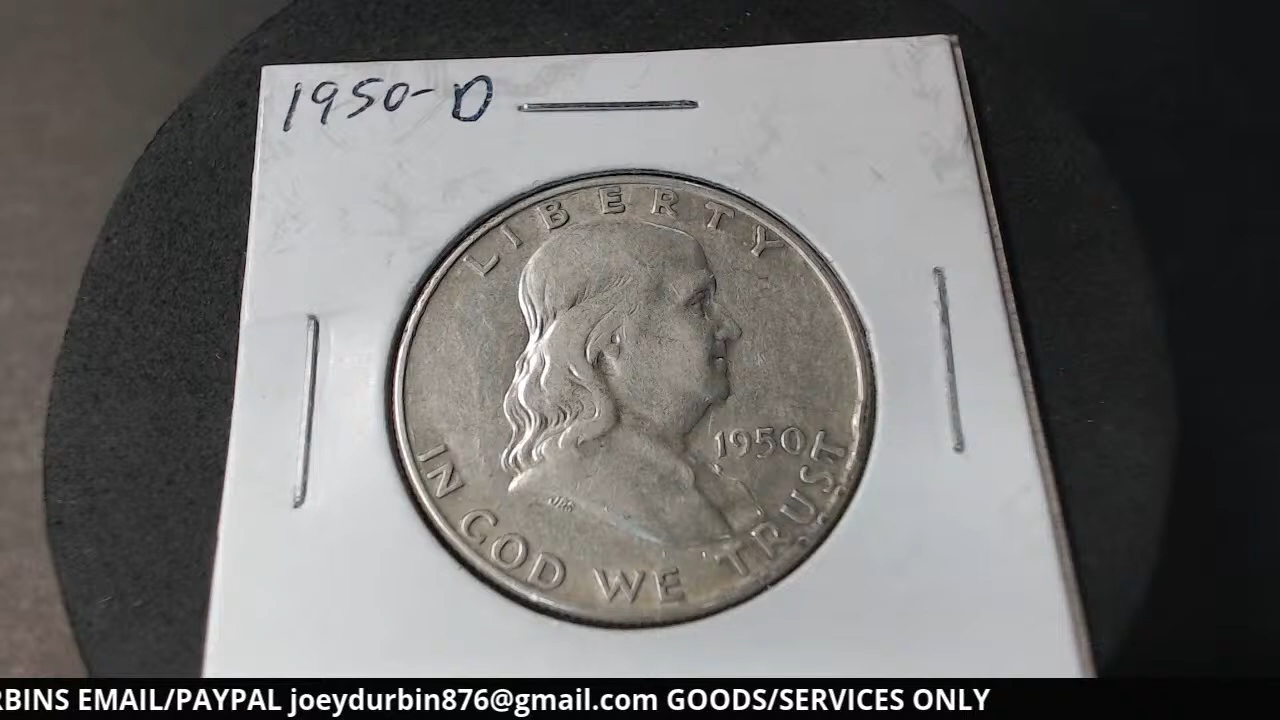 1950-D
LIBERTY
1950
IN GOD WE TRUST
RBINS EMAIL/PAYPAL joeydurbin876@gmail.com GOODS/SERVICES ONLY